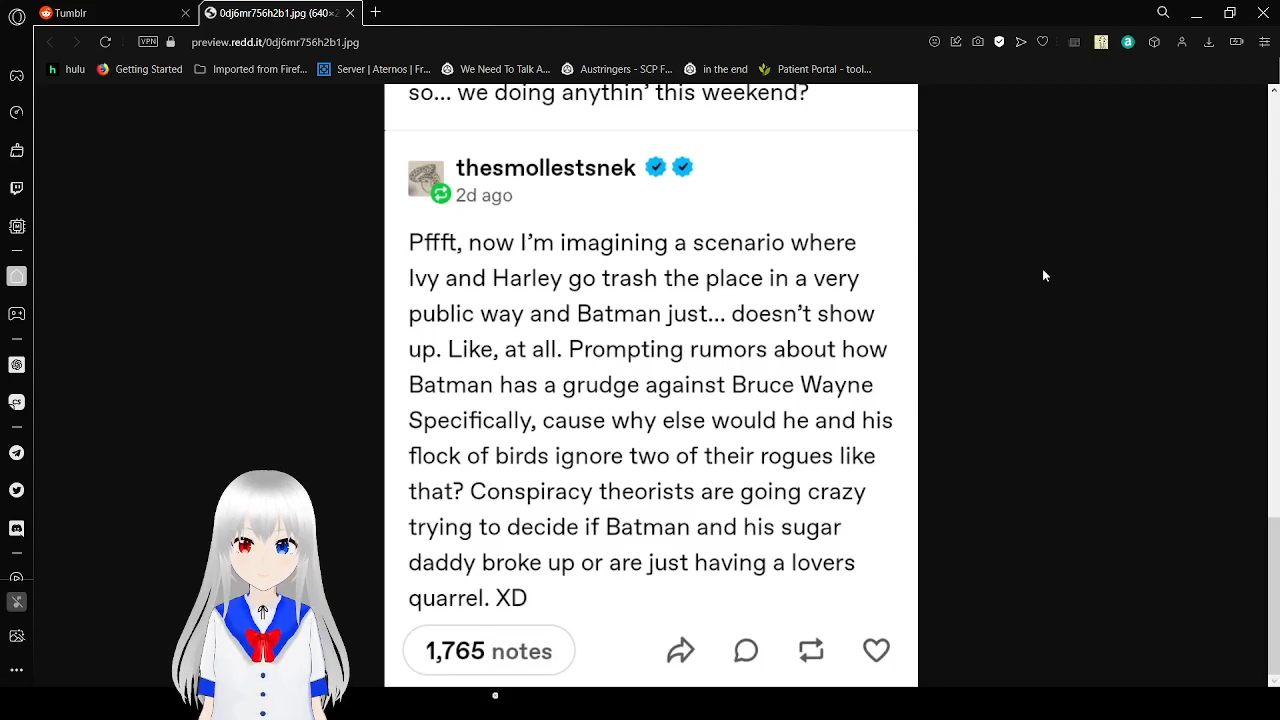 Tumblr
0dj6mr756h2b1.jpg (640×2
VPN
preview.redd.it/0dj6mr756h2b1.jpg
hulu
Getting Started
Imported from Firef...
Server | Aternos | Fr...
We Need To Talk A...
Austringers - SCP F...
in the end
Patient Portal - tool...
so... we doing anythin’ this weekend?
thesmollestsnek
2d ago
Pffft, now I’m imagining a scenario where
Ivy and Harley go trash the place in a very
public way and Batman just... doesn’t show
up. Like, at all. Prompting rumors about how
Batman has a grudge against Bruce Wayne
Specifically, cause why else would he and his
flock of birds ignore two of their rogues like
that? Conspiracy theorists are going crazy
trying to decide if Batman and his sugar
daddy broke up or are just having a lovers
quarrel. XD
1,765 notes